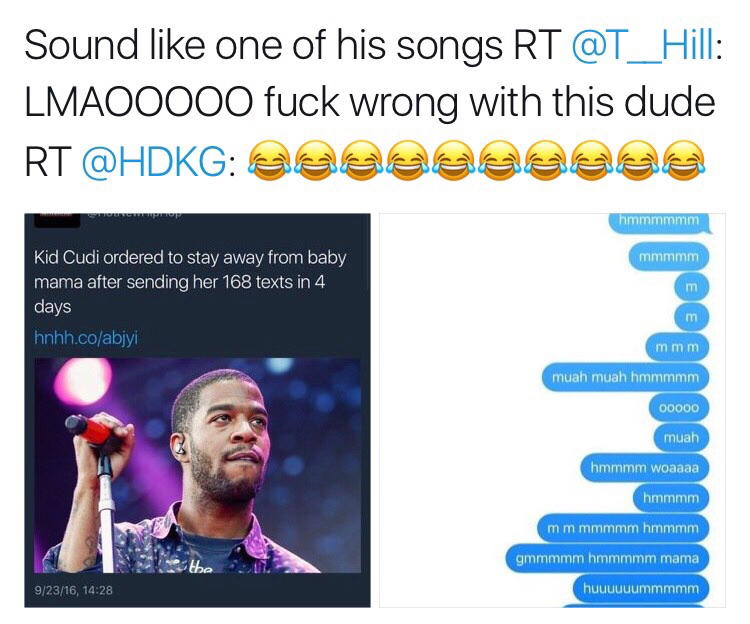 Sound like one of his songs RT @T__Hill:
LMAOOOOO fuck wrong with this dude
RT @HDKG: 😂😂😂😂😂😂😂😂😂😂
@HotNewHipHop
Kid Cudi ordered to stay away from baby
mama after sending her 168 texts in 4
days
hnhh.co/abjyi
the
9/23/16, 14:28
hmmmmmm
mmmmm
m
m
m m m
muah muah hmmmmm
ooooo
muah
hmmmm woaaaa
hmmmm
m m mmmmm hmmmm
gmmmmm hmmmmm mama
huuuuuummmmm